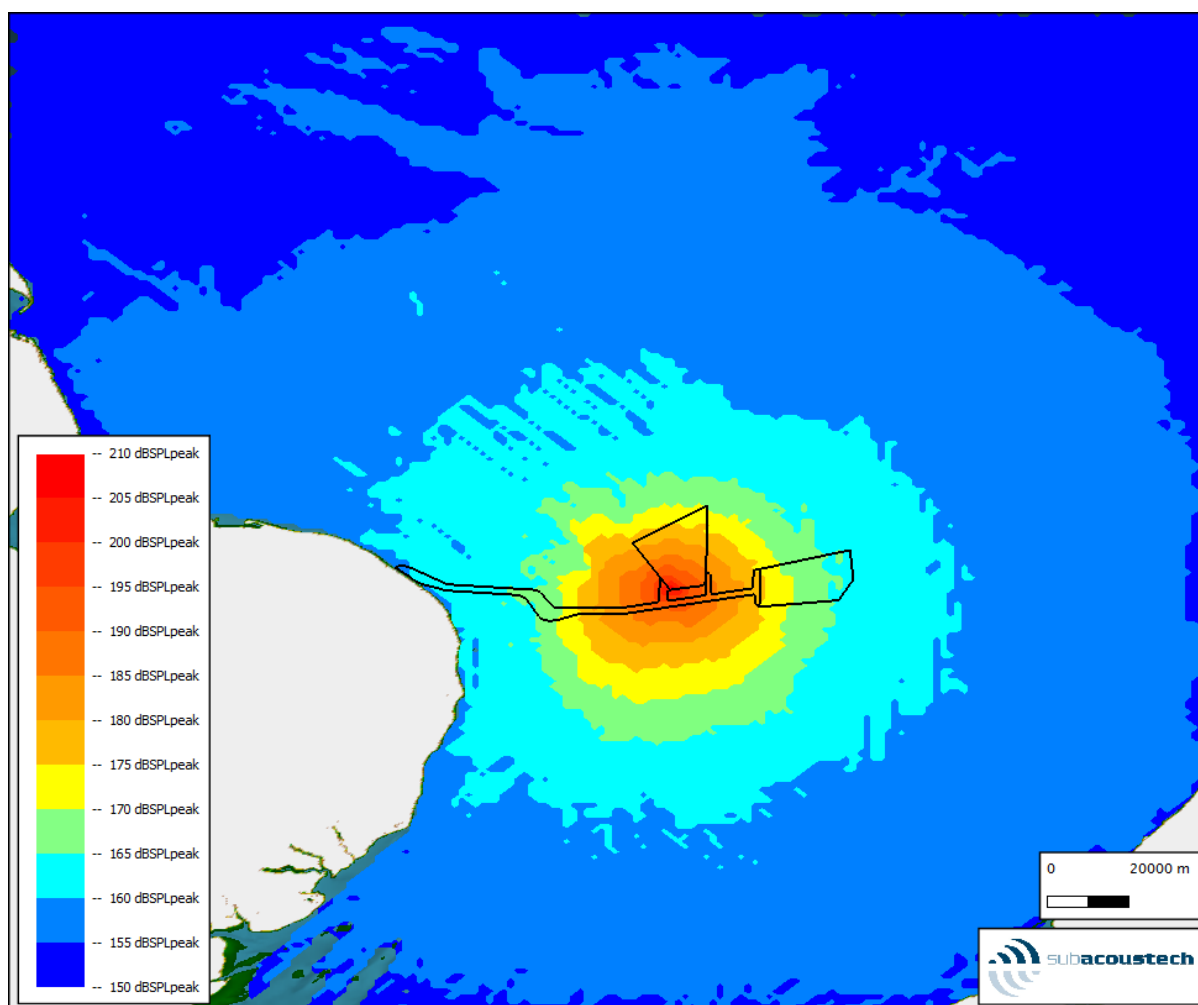 -- 210 dBSPLpeak
-- 205 dBSPLpeak
-- 200 dBSPLpeak
-- 195 dBSPLpeak
-- 190 dBSPLpeak
-- 185 dBSPLpeak
-- 180 dBSPLpeak
-- 175 dBSPLpeak
-- 170 dBSPLpeak
-- 165 dBSPLpeak
-- 160 dBSPLpeak
-- 155 dBSPLpeak
-- 150 dBSPLpeak
0 20000 m
subacoustech